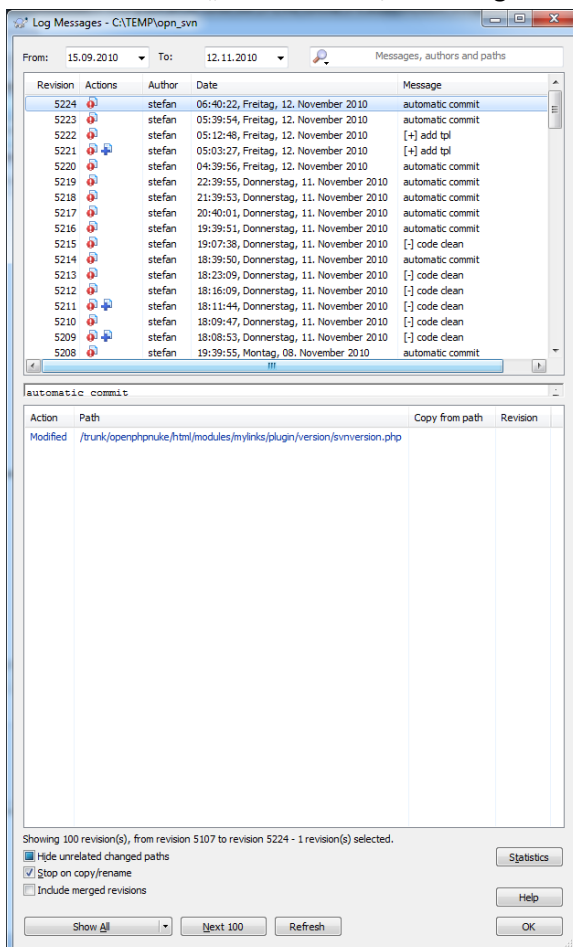 Log Messages - C:\TEMP\opn_svn
From: 15.09.2010 To: 12.11.2010 Messages, authors and paths
Revision Actions Author Date Message
5224 stefan 06:40:22, Freitag, 12. November 2010 automatic commit
5223 stefan 05:39:54, Freitag, 12. November 2010 automatic commit
5222 stefan 05:12:48, Freitag, 12. November 2010 [+] add tpl
5221 stefan 05:03:27, Freitag, 12. November 2010 [+] add tpl
5220 stefan 04:39:56, Freitag, 12. November 2010 automatic commit
5219 stefan 22:39:55, Donnerstag, 11. November 2010 automatic commit
5218 stefan 21:39:53, Donnerstag, 11. November 2010 automatic commit
5217 stefan 20:40:01, Donnerstag, 11. November 2010 automatic commit
5216 stefan 19:39:51, Donnerstag, 11. November 2010 automatic commit
5215 stefan 19:07:38, Donnerstag, 11. November 2010 [-] code clean
5214 stefan 18:39:50, Donnerstag, 11. November 2010 automatic commit
5213 stefan 18:23:09, Donnerstag, 11. November 2010 [-] code clean
5212 stefan 18:16:09, Donnerstag, 11. November 2010 [-] code clean
5211 stefan 18:11:44, Donnerstag, 11. November 2010 [-] code clean
5210 stefan 18:09:47, Donnerstag, 11. November 2010 [-] code clean
5209 stefan 18:08:53, Donnerstag, 11. November 2010 [-] code clean
5208 stefan 19:39:55, Montag, 08. November 2010 automatic commit
automatic commit
Action Path Copy from path Revision
Modified /trunk/openphpnuke/html/modules/mylinks/plugin/version/svnversion.php
Showing 100 revision(s), from revision 5107 to revision 5224 - 1 revision(s) selected.
Hide unrelated changed paths
Statistics
Stop on copy/rename
Include merged revisions
Help
Show All Next 100 Refresh OK